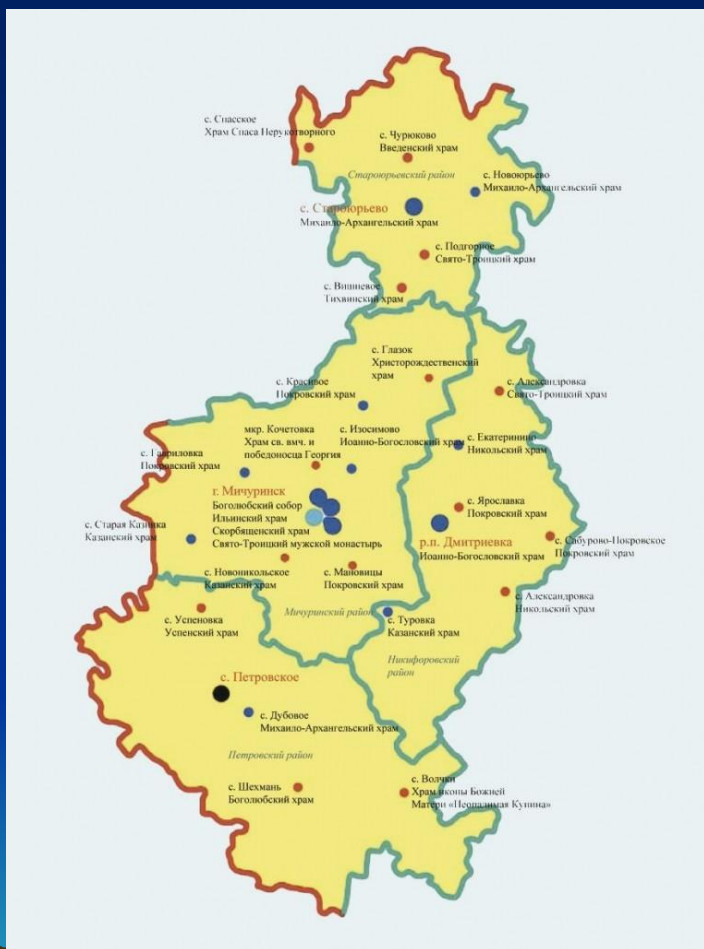 с. Спасское
Храм Спаса Нерукотворного
с. Чурюково
Введенский храм
Староюрьевский район
с. Новоюрьево
Михаило-Архангельский храм
с. Староюрьево
Михаило-Архангельский храм
с. Подгорное
Свято-Троицкий храм
с. Вишневое
Тихвинский храм
с. Глазок
Христорождественский
храм
с. Красивое
Покровский храм
с. Александровка
Свято-Троицкий храм
мкр. Кочетовка
Храм св. вмч. и
победоносца Георгия
с. Изосимово
Иоанно-Богословский храм
с. Екатеринино
Никольский храм
с. Гавриловка
Покровский храм
г. Мичуринск
Боголюбский собор
Ильинский храм
Скорбященский храм
Свято-Троицкий мужской монастырь
с. Ярославка
Покровский храм
с. Старая Казинка
Казанский храм
р.п. Дмитриевка
Иоанно-Богословский храм
с. Сабурово-Покровское
Покровский храм
с. Новоникольское
Казанский храм
с. Мановицы
Покровский храм
с. Александровка
Никольский храм
Мичуринский район
с. Туровка
Казанский храм
с. Успеновка
Успенский храм
Никифоровский
район
с. Петровское
с. Дубовое
Михаило-Архангельский храм
Петровский район
с. Шехмань
Боголюбский храм
с. Волчки
Храм иконы Божией
Матери «Неопалимая Купина»